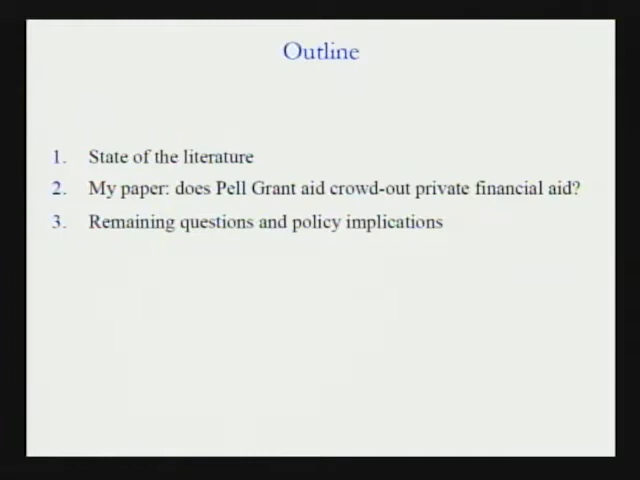 Outline
1. State of the literature
2. My paper: does Pell Grant aid crowd-out private financial aid?
3. Remaining questions and policy implications